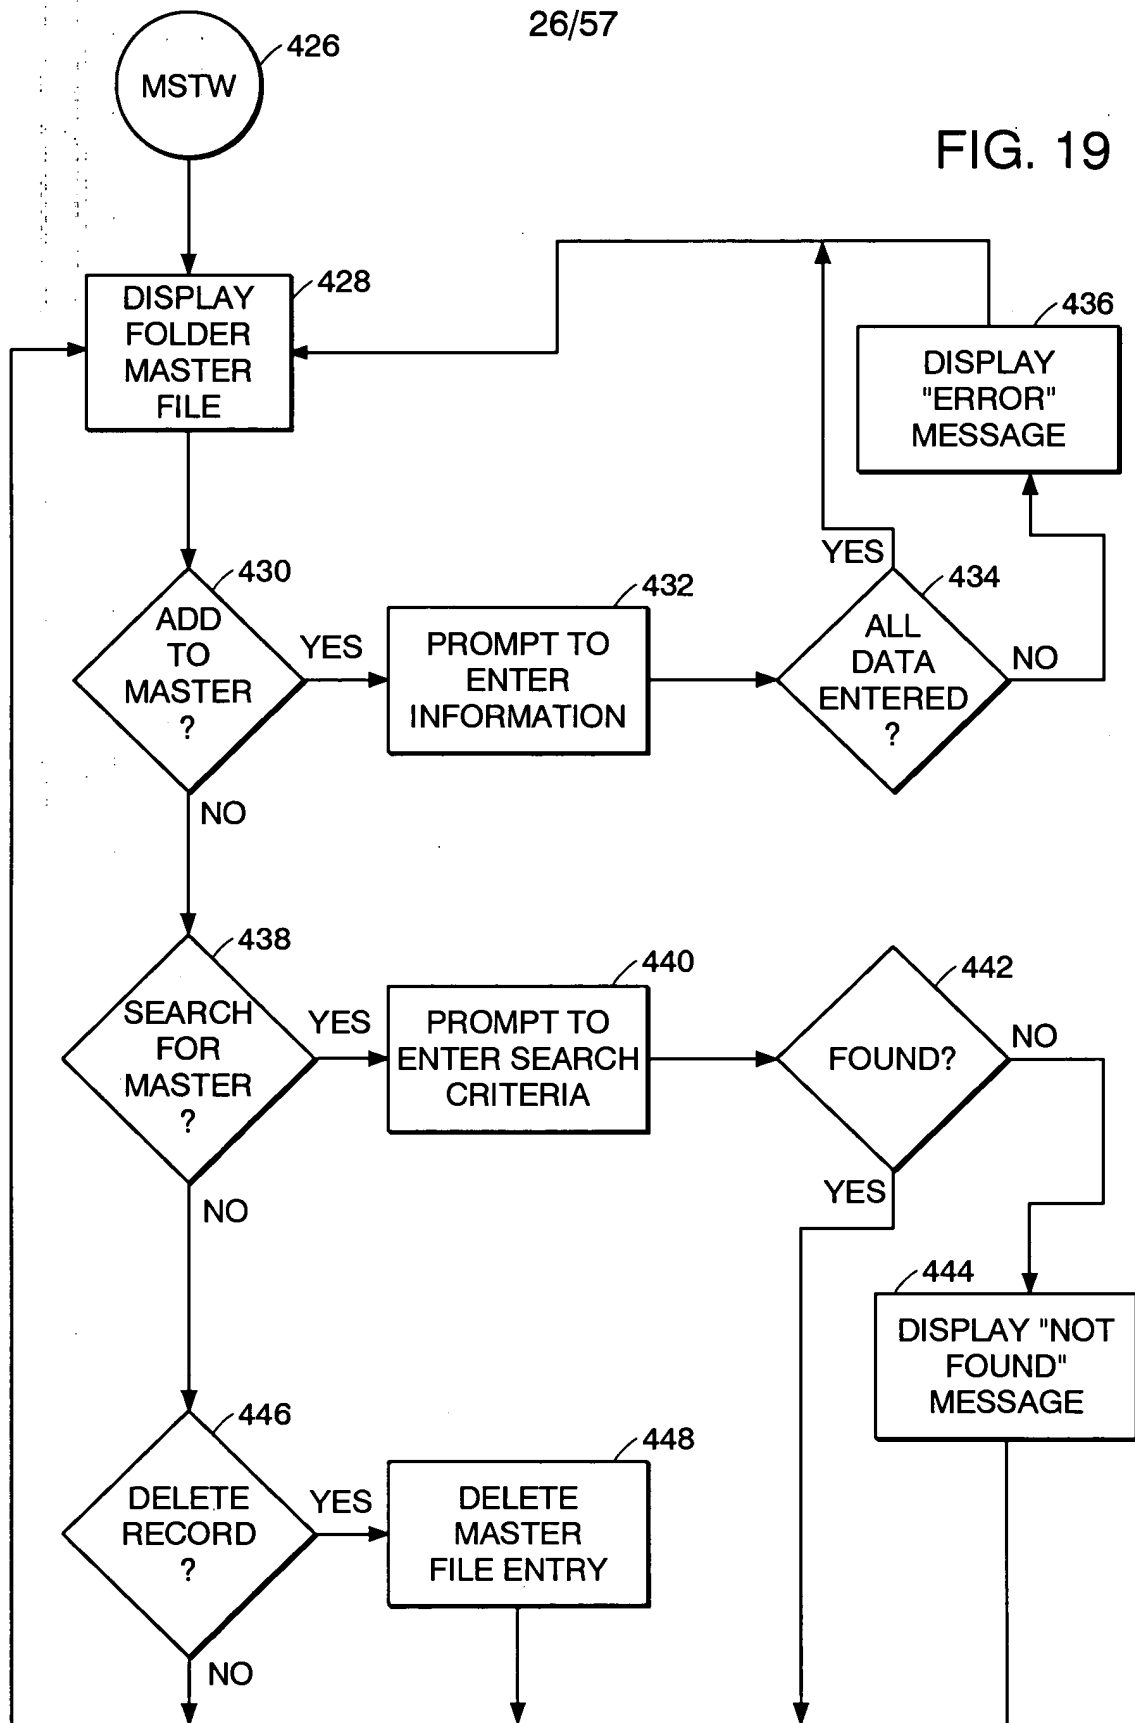 26/57
426
MSTW
FIG. 19
428
DISPLAY
FOLDER
MASTER
FILE
436
DISPLAY
"ERROR"
MESSAGE
430
ADD
TO
MASTER
?
YES
432
PROMPT TO
ENTER
INFORMATION
YES
434
ALL
DATA
ENTERED
?
NO
NO
438
SEARCH
FOR
MASTER
?
YES
440
PROMPT TO
ENTER SEARCH
CRITERIA
442
FOUND?
NO
YES
NO
444
DISPLAY "NOT
FOUND"
MESSAGE
446
DELETE
RECORD
?
YES
448
DELETE
MASTER
FILE ENTRY
NO